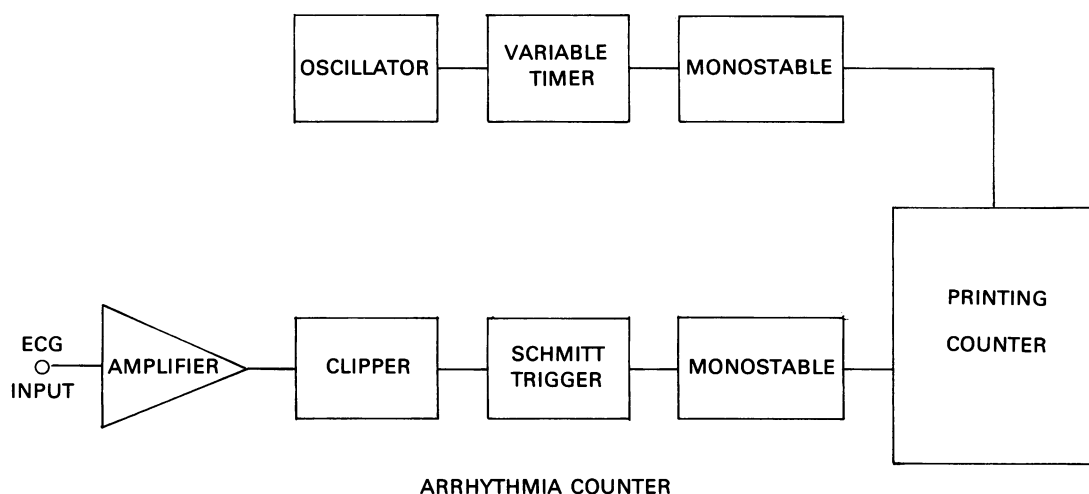 OSCILLATOR
VARIABLE
TIMER
MONOSTABLE
PRINTING
COUNTER
ECG
INPUT
AMPLIFIER
CLIPPER
SCHMITT
TRIGGER
MONOSTABLE
ARRHYTHMIA COUNTER